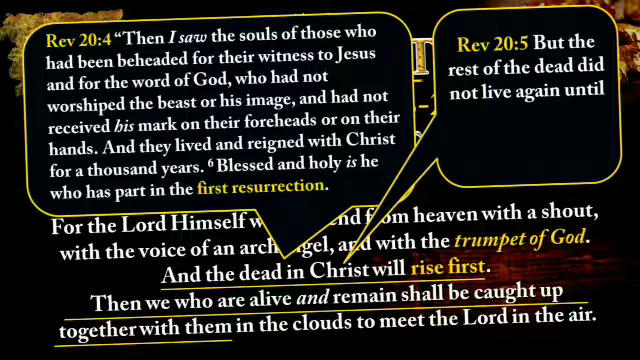 Rev 20:4 “Then I saw the souls of those who
had been beheaded for their witness to Jesus
and for the word of God, who had not
worshiped the beast or his image, and had not
received his mark on their foreheads or on their
hands. And they lived and reigned with Christ
for a thousand years. ⁶ Blessed and holy is he
who has part in the first resurrection.
Rev 20:5 But the
rest of the dead did
not live again until
For the Lord Himself from heaven with a shout,
with the voice of an and with the trumpet of God.
And the dead in Christ will rise first.
Then we who are alive and remain shall be caught up
together with them in the clouds to meet the Lord in the air.